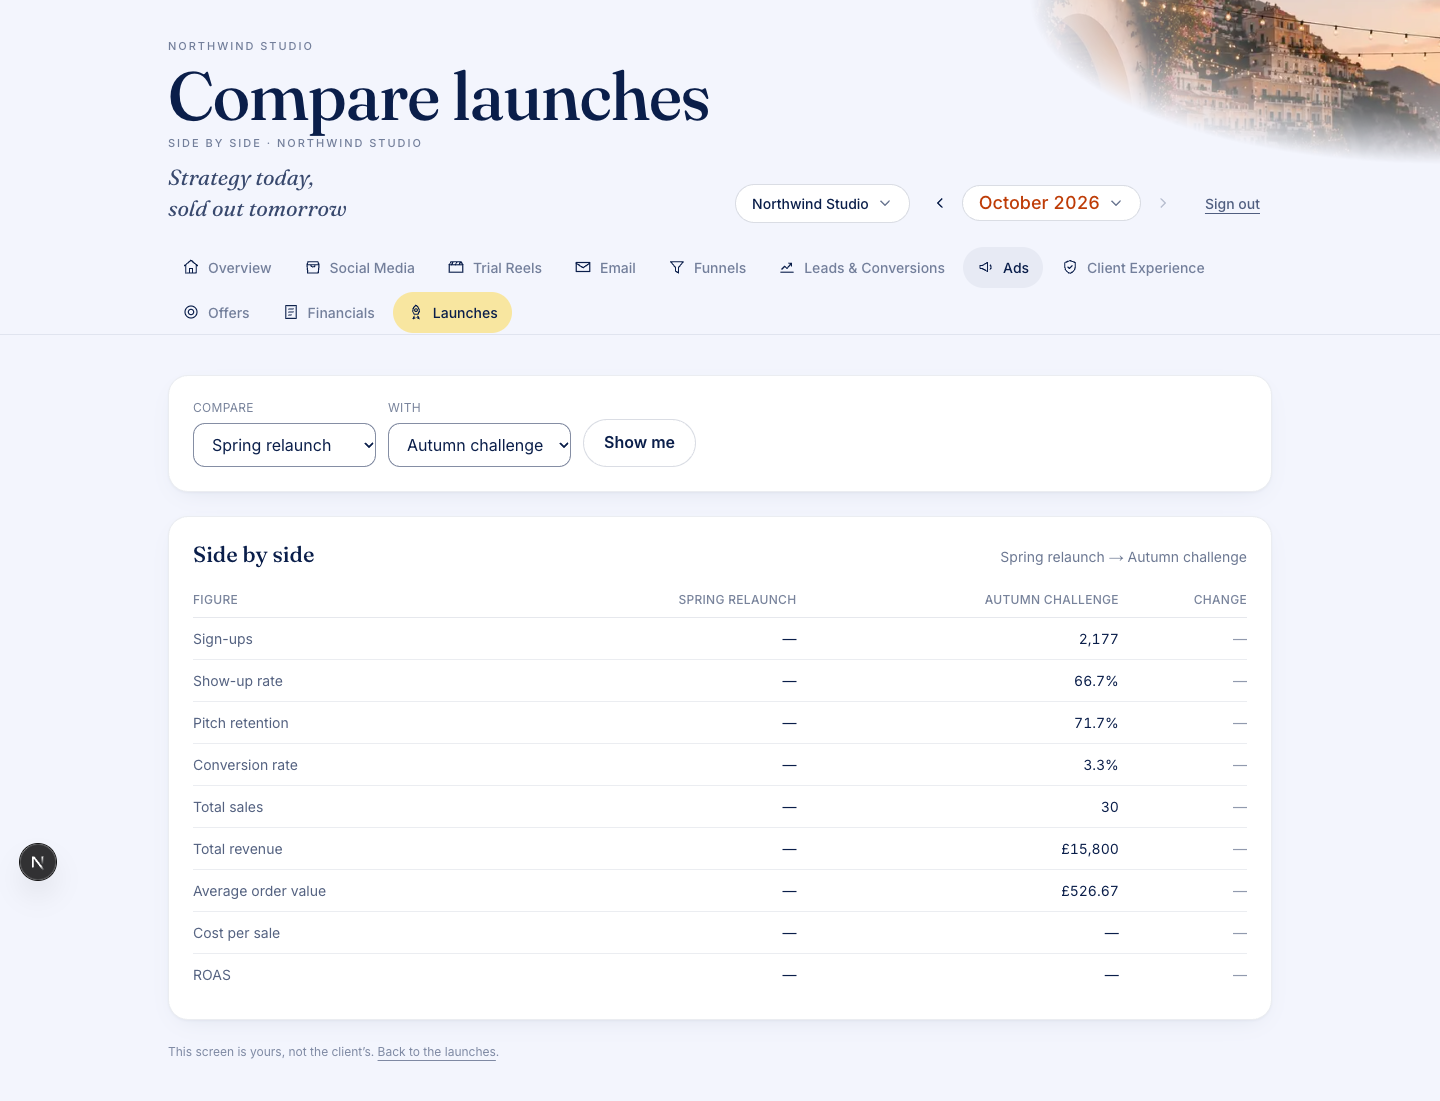 NORTHWIND STUDIO
Compare launches
SIDE BY SIDE · NORTHWIND STUDIO
Strategy today,
sold out tomorrow
Northwind Studio
October 2026
Sign out
Overview Social Media Trial Reels Email Funnels Leads & Conversions Ads Client Experience
Offers Financials Launches
COMPARE WITH
Spring relaunch Autumn challenge Show me
Side by side Spring relaunch → Autumn challenge
FIGURE SPRING RELAUNCH AUTUMN CHALLENGE CHANGE
Sign-ups — 2,177 —
Show-up rate — 66.7% —
Pitch retention — 71.7% —
Conversion rate — 3.3% —
Total sales — 30 —
Total revenue — £15,800 —
Average order value — £526.67 —
Cost per sale — — —
ROAS — — —
N
This screen is yours, not the client’s. Back to the launches.